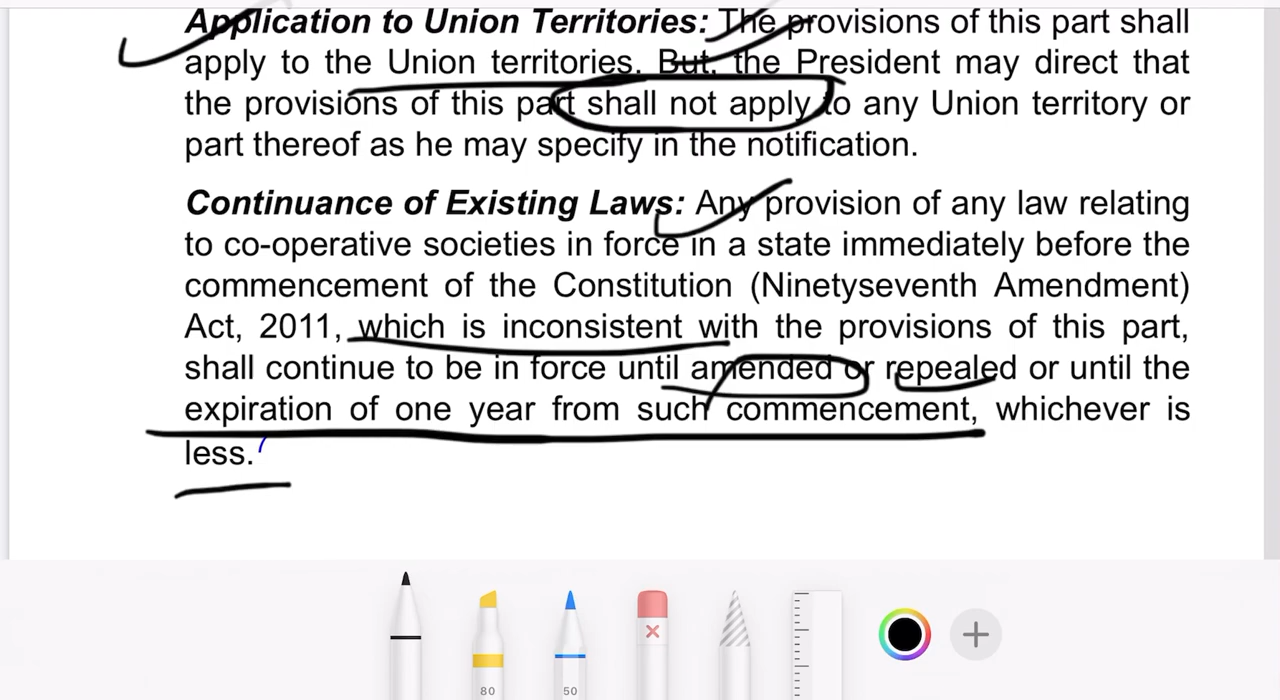 Application to Union Territories: The provisions of this part shall
apply to the Union territories. But, the President may direct that
the provisions of this part shall not apply to any Union territory or
part thereof as he may specify in the notification.
Continuance of Existing Laws: Any provision of any law relating
to co-operative societies in force in a state immediately before the
commencement of the Constitution (Ninetyseventh Amendment)
Act, 2011, which is inconsistent with the provisions of this part,
shall continue to be in force until amended or repealed or until the
expiration of one year from such commencement, whichever is
less.7
80
50